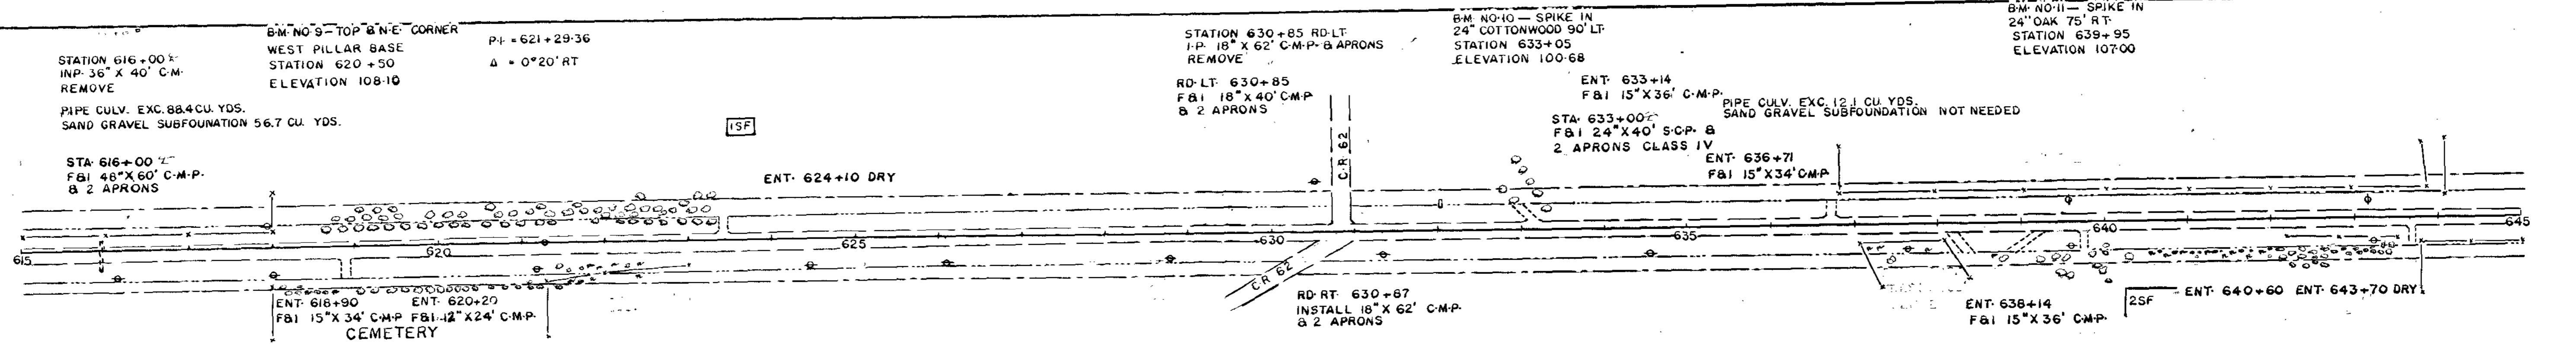 STATION 616+00 ℄
INP. 36" X 40' C.M.
REMOVE
PIPE CULV. EXC. 88.4 CU. YDS.
SAND GRAVEL SUBFOUNATION 56.7 CU. YDS.
STA. 616+00 ℄
F&I 48"X60' C.M.P.
& 2 APRONS
B.M. NO. 9 - TOP & N.E. CORNER
WEST PILLAR BASE
STATION 620+50
ELEVATION 108.10
P.I. = 621+29.36
Δ = 0°20' RT
1SF
ENT. 624+10 DRY
STATION 630+85 RD.LT.
I.P. 18" X 62' C.M.P. & APRONS
REMOVE
RD.LT. 630+85
F&I 18"X40' C.M.P.
& 2 APRONS
C.R. 62
B.M. NO. 10 — SPIKE IN
24" COTTONWOOD 90' LT.
STATION 633+05
ELEVATION 100.68
ENT. 633+14
F&I 15"X36' C.M.P.
PIPE CULV. EXC. 12.1 CU. YDS.
SAND GRAVEL SUBFOUNDATION NOT NEEDED
STA. 633+00 ℄
F&I 24"X40' S.C.P. &
2 APRONS CLASS IV
ENT. 636+71
F&I 15"X34' C.M.P.
B.M. NO. 11 — SPIKE IN
24" OAK 75' RT.
STATION 639+95
ELEVATION 107.00
615
620
625
630
635
640
645
C.R. 62
ENT. 618+90 ENT. 620+20
F&I 15"X 34' C.M.P. F&I 12"X24' C.M.P.
CEMETERY
RD.RT. 630+87
INSTALL 18"X 62' C.M.P.
& 2 APRONS
ENT. 638+14
F&I 15"X36' C.M.P.
2SF
ENT. 640+60 ENT. 643+70 DRY